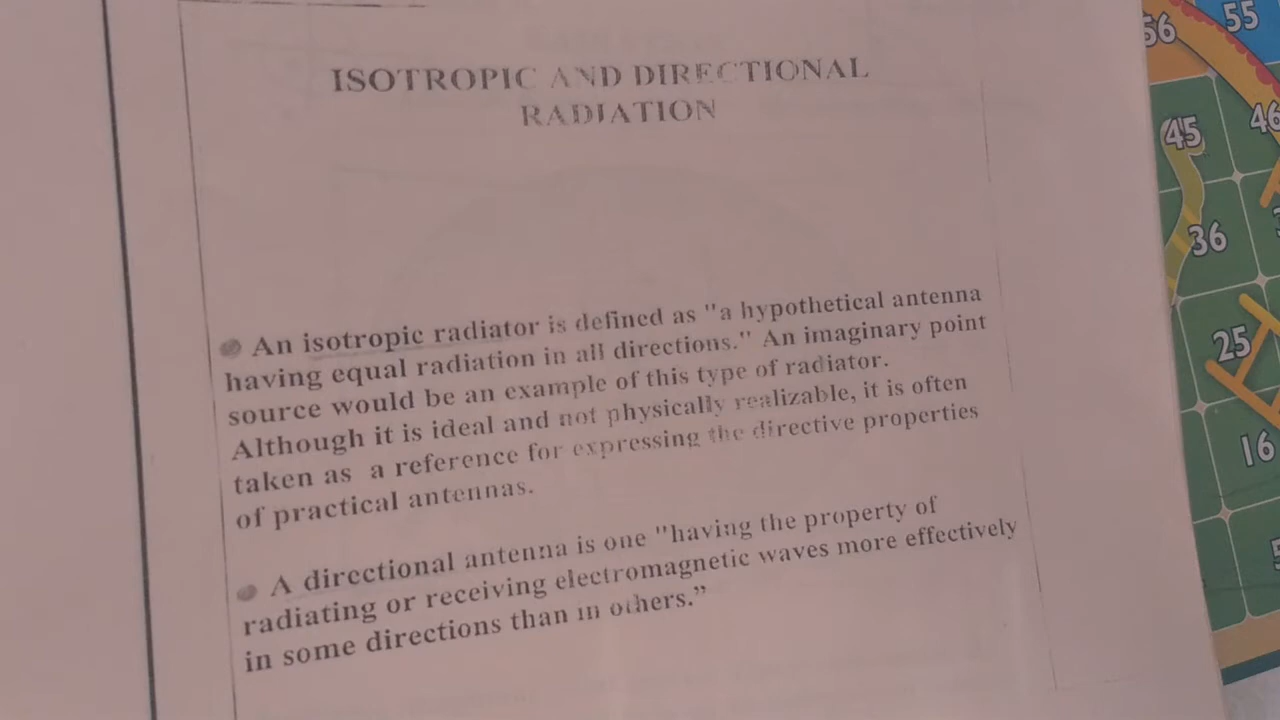 ISOTROPIC AND DIRECTIONAL
RADIATION
An isotropic radiator is defined as "a hypothetical antenna
having equal radiation in all directions." An imaginary point
source would be an example of this type of radiator.
Although it is ideal and not physically realizable, it is often
taken as a reference for expressing the directive properties
of practical antennas.
A directional antenna is one "having the property of
radiating or receiving electromagnetic waves more effectively
in some directions than in others.”
56 55
45 46
36
25
16